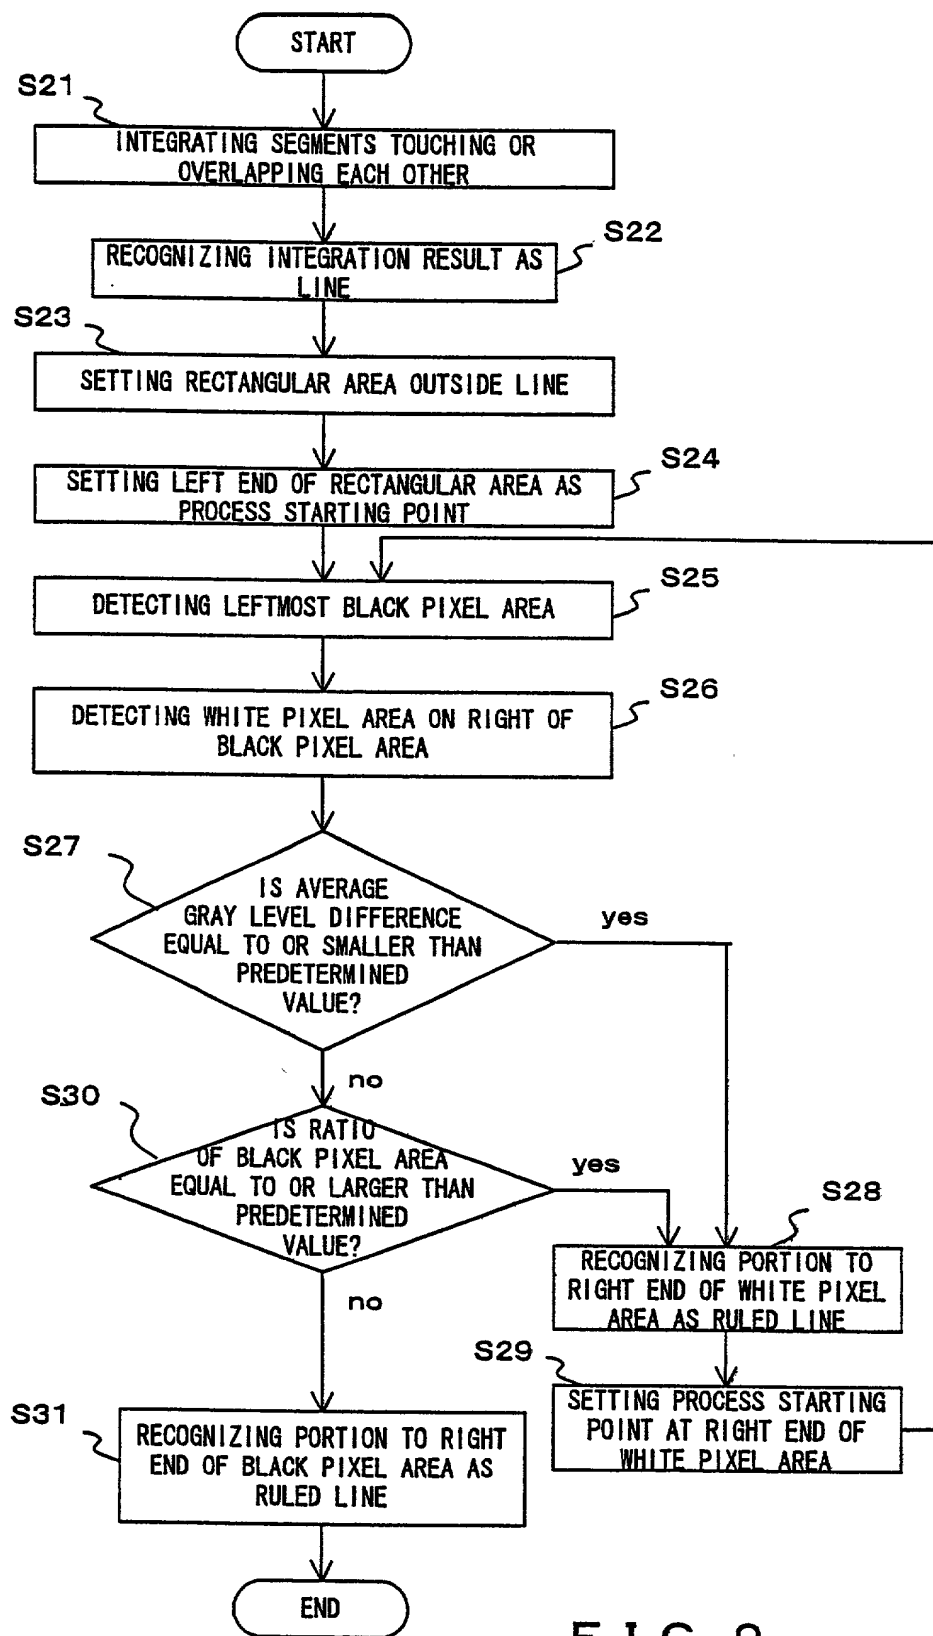 START
S21
INTEGRATING SEGMENTS TOUCHING OR
OVERLAPPING EACH OTHER
S22
RECOGNIZING INTEGRATION RESULT AS
LINE
S23
SETTING RECTANGULAR AREA OUTSIDE LINE
S24
SETTING LEFT END OF RECTANGULAR AREA AS
PROCESS STARTING POINT
S25
DETECTING LEFTMOST BLACK PIXEL AREA
S26
DETECTING WHITE PIXEL AREA ON RIGHT OF
BLACK PIXEL AREA
S27
IS AVERAGE
GRAY LEVEL DIFFERENCE
EQUAL TO OR SMALLER THAN
PREDETERMINED
VALUE?
yes
no
S30
IS RATIO
OF BLACK PIXEL AREA
EQUAL TO OR LARGER THAN
PREDETERMINED
VALUE?
yes
no
S28
RECOGNIZING PORTION TO
RIGHT END OF WHITE PIXEL
AREA AS RULED LINE
S29
SETTING PROCESS STARTING
POINT AT RIGHT END OF
WHITE PIXEL AREA
S31
RECOGNIZING PORTION TO RIGHT
END OF BLACK PIXEL AREA AS
RULED LINE
END